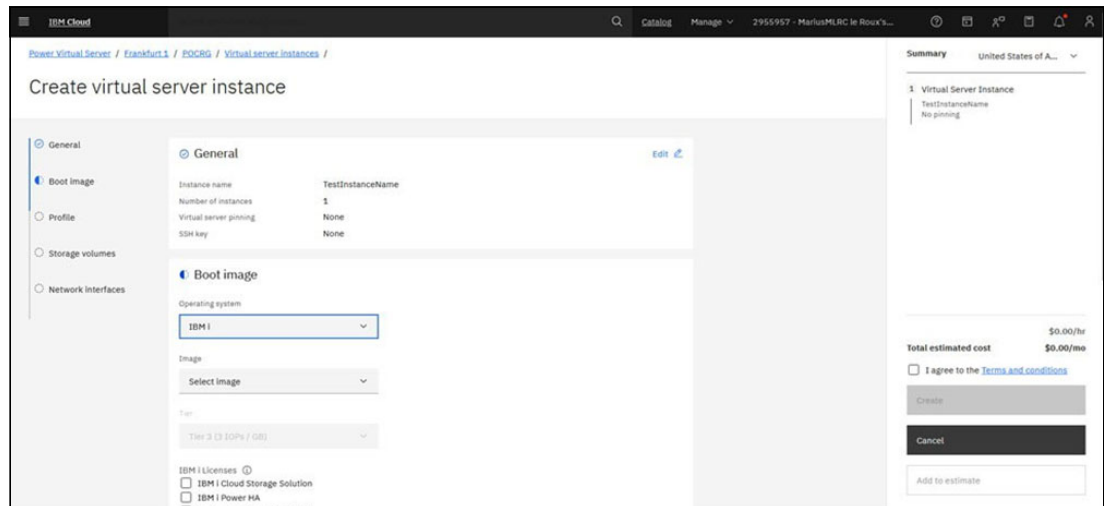 IBM Cloud
Catalog
Manage
2955957 - MariusMLRC le Roux's...
Power Virtual Server / Frankfurt 1 / POCRG / Virtual server instances /
Create virtual server instance
General
Boot image
Profile
Storage volumes
Network interfaces
General
Edit
Instance name TestInstanceName
Number of instances 1
Virtual server pinning None
SSH key None
Boot image
Operating system
IBM i
Image
Select image
Tier
Tier 3 (3 IOPs / GB)
IBM i Licenses
IBM i Cloud Storage Solution
IBM i Power HA
Summary
United States of A...
1 Virtual Server Instance
TestInstanceName
No pinning
$0.00/hr
Total estimated cost $0.00/mo
I agree to the Terms and conditions
Create
Cancel
Add to estimate